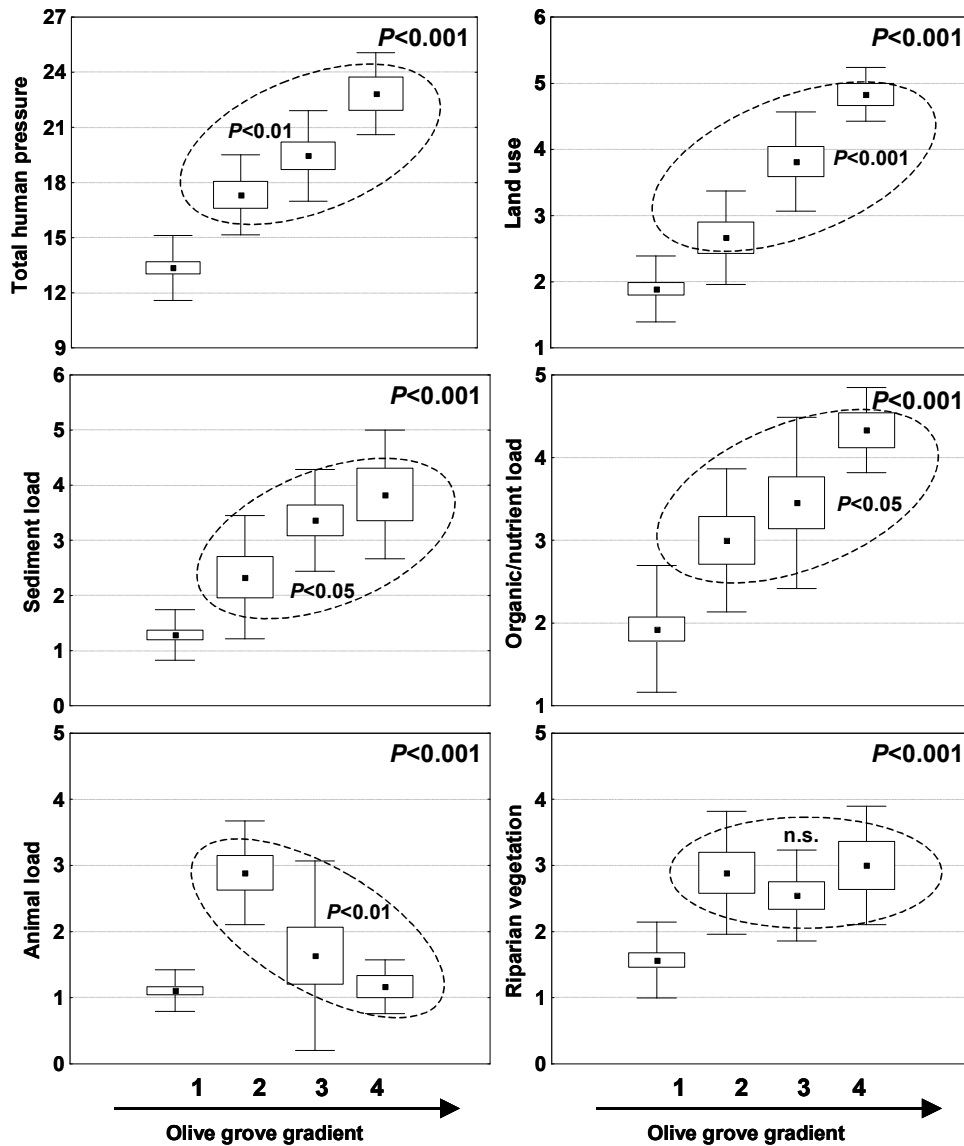 27
24
21
18
15
12
9
Total human pressure
P<0.001
P<0.01
6
5
4
3
2
1
Land use
P<0.001
P<0.001
6
5
4
3
2
1
0
Sediment load
P<0.001
P<0.05
5
4
3
2
1
Organic/nutrient load
P<0.001
P<0.05
5
4
3
2
1
0
Animal load
P<0.001
P<0.01
1 2 3 4
Olive grove gradient
5
4
3
2
1
0
Riparian vegetation
P<0.001
n.s.
1 2 3 4
Olive grove gradient